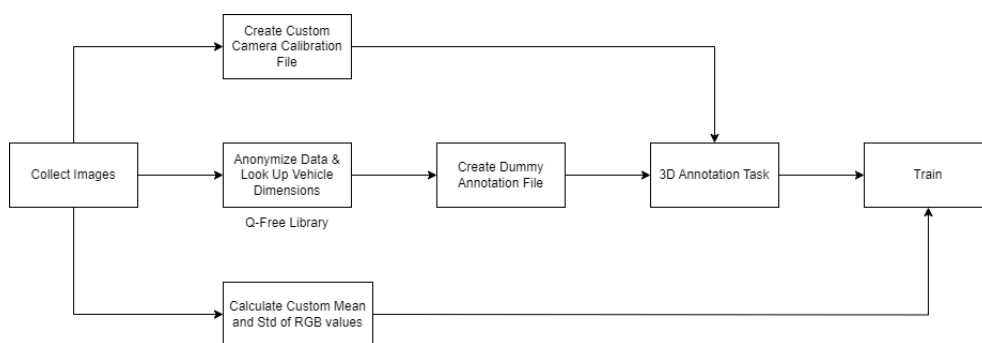 Create Custom
Camera Calibration
File
Collect Images
Anonymize Data &
Look Up Vehicle
Dimensions
Q-Free Library
Create Dummy
Annotation File
3D Annotation Task
Train
Calculate Custom Mean
and Std of RGB values